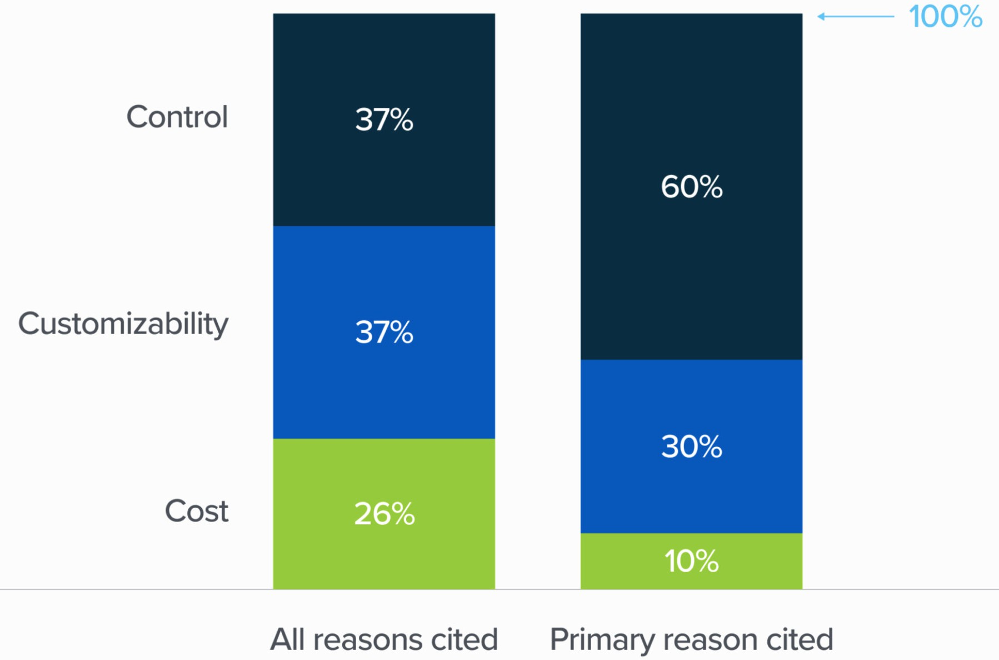 100%
Control
37%
60%
Customizability
37%
30%
Cost
26%
10%
All reasons cited
Primary reason cited